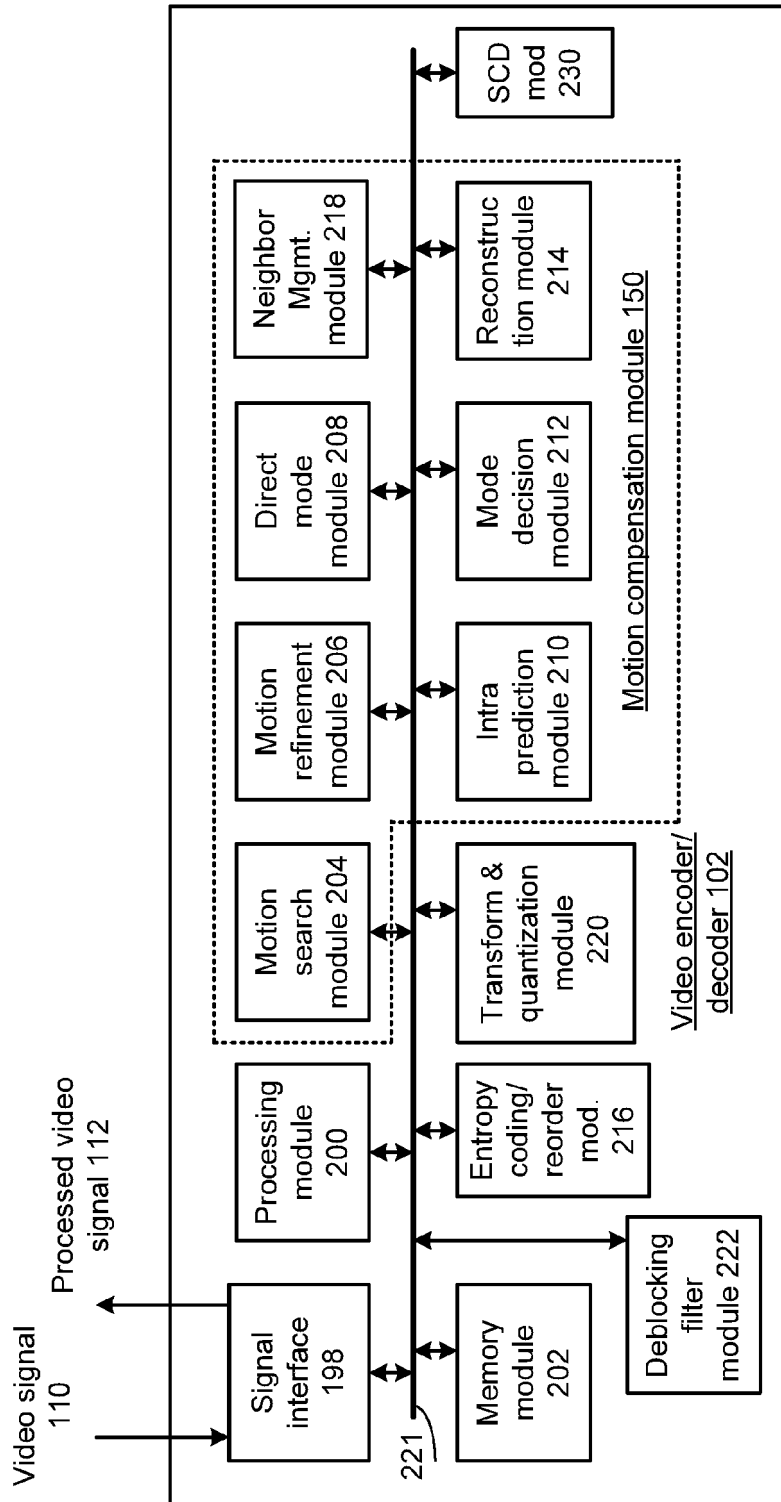 Video signal
110
Processed video
signal 112
Signal
interface
198
Processing
module
200
Motion
search
module 204
Motion
refinement
module 206
Direct
mode
module 208
Neighbor
Mgmt.
module 218
221
Memory
module
202
Deblocking
filter
module 222
Entropy
coding/
reorder
mod. 216
Transform &
quantization
module
220
Intra
prediction
module 210
Mode
decision
module 212
Reconstruc
tion module
214
SCD
mod
230
Motion compensation module 150
Video encoder/
decoder 102